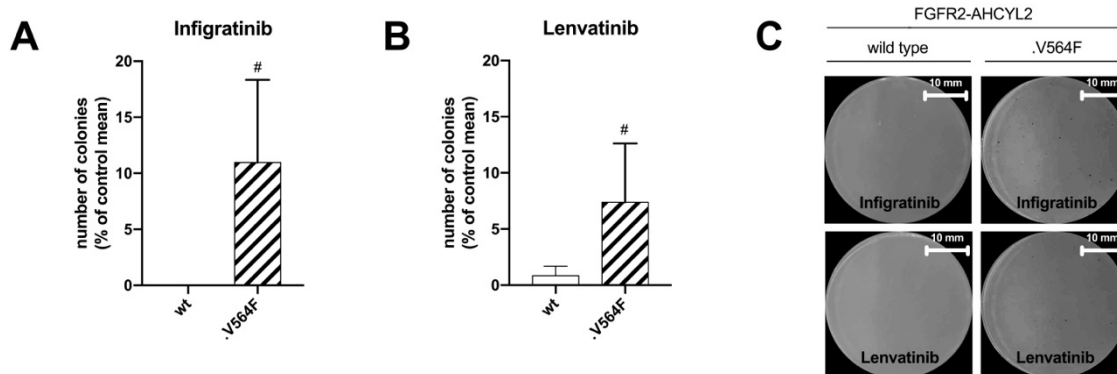 A
Infigratinib
number of colonies
(% of control mean)
20
15
10
5
0
#
wt
.V564F
B
Lenvatinib
number of colonies
(% of control mean)
20
15
10
5
0
#
wt
.V564F
C
FGFR2-AHCYL2
wild type
.V564F
10 mm
Infigratinib
10 mm
Infigratinib
10 mm
Lenvatinib
10 mm
Lenvatinib